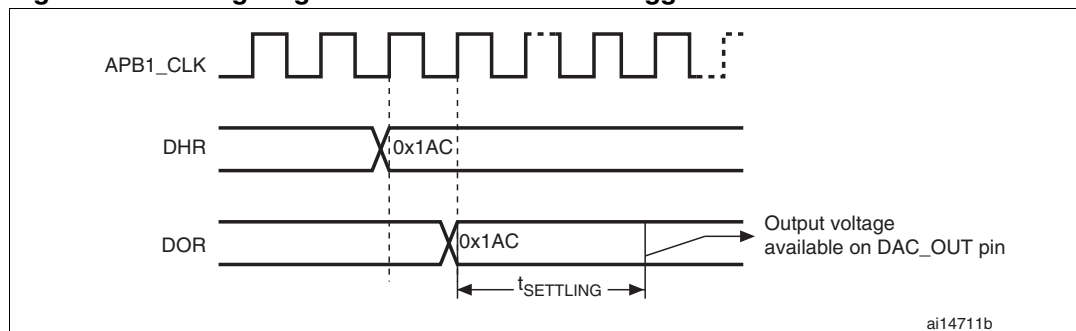 APB1_CLK
DHR
0x1AC
DOR
0x1AC
Output voltage
available on DAC_OUT pin
tSETTLING
ai14711b